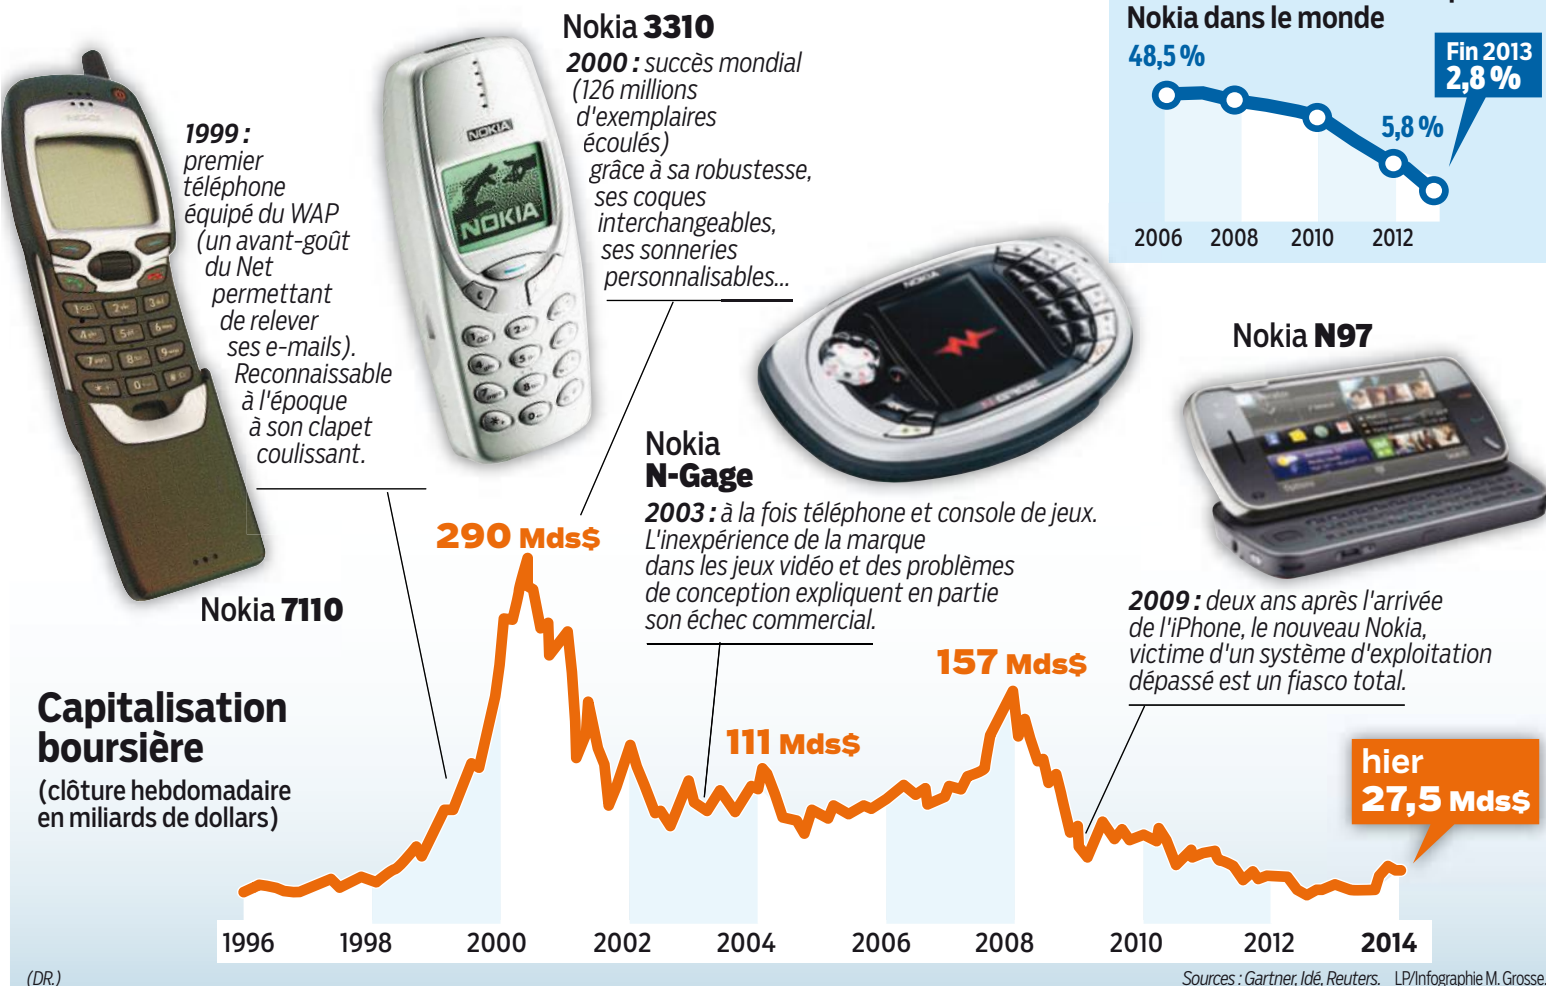 Nokia dans le monde
48,5 %
Fin 2013
2,8 %
5,8 %
2006 2008 2010 2012
Nokia 3310
2000 : succès mondial
(126 millions
d'exemplaires
écoulés)
grâce à sa robustesse,
ses coques
interchangeables,
ses sonneries
personnalisables...
NOKIA
NOKIA
1999 :
premier
téléphone
équipé du WAP
(un avant-goût
du Net
permettant
de relever
ses e-mails).
Reconnaissable
à l'époque
à son clapet
coulissant.
Nokia 7110
Nokia
N-Gage
2003 : à la fois téléphone et console de jeux.
L'inexpérience de la marque
dans les jeux vidéo et des problèmes
de conception expliquent en partie
son échec commercial.
Nokia N97
2009 : deux ans après l'arrivée
de l'iPhone, le nouveau Nokia,
victime d'un système d'exploitation
dépassé est un fiasco total.
Capitalisation
boursière
(clôture hebdomadaire
en miliards de dollars)
290 Mds$
111 Mds$
157 Mds$
hier
27,5 Mds$
1996 1998 2000 2002 2004 2006 2008 2010 2012 2014
(DR.)
Sources : Gartner, Idé, Reuters. LP/Infographie M. Grosse.